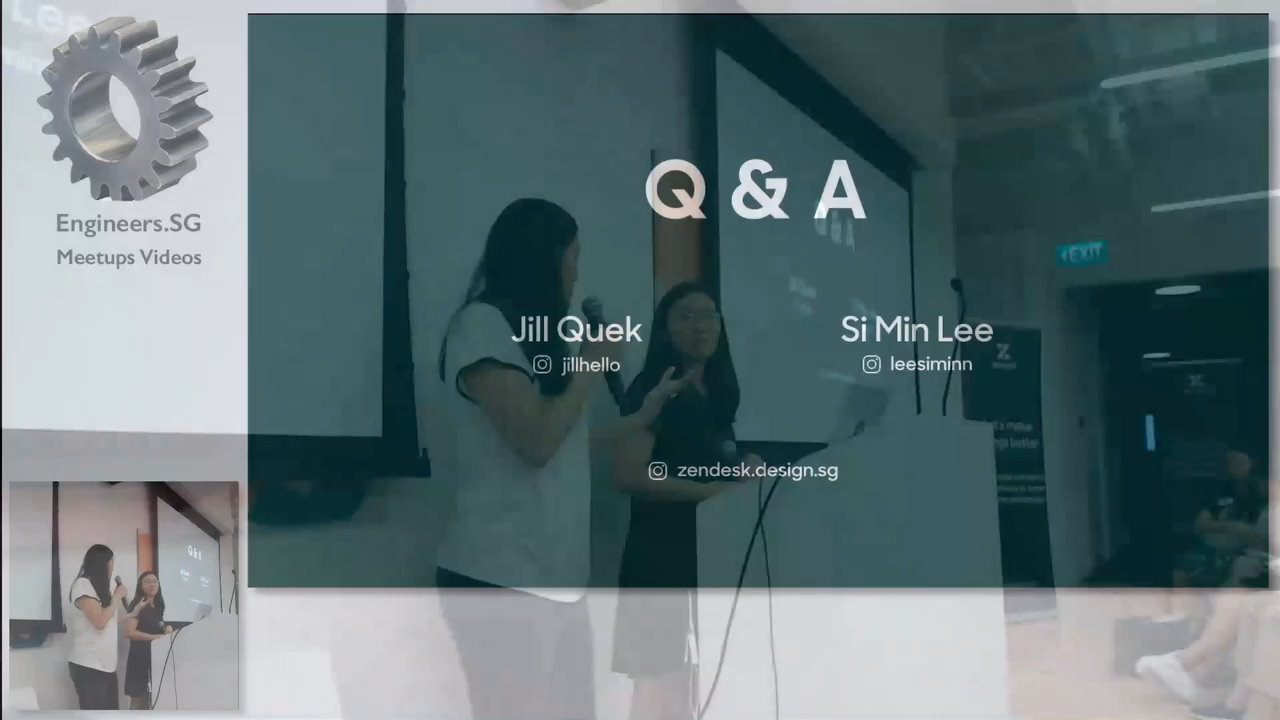 Engineers.SG
Meetups Videos
Q & A
Jill Quek
jillhello
Si Min Lee
leesiminn
zendesk.design.sg
EXIT
Q & A